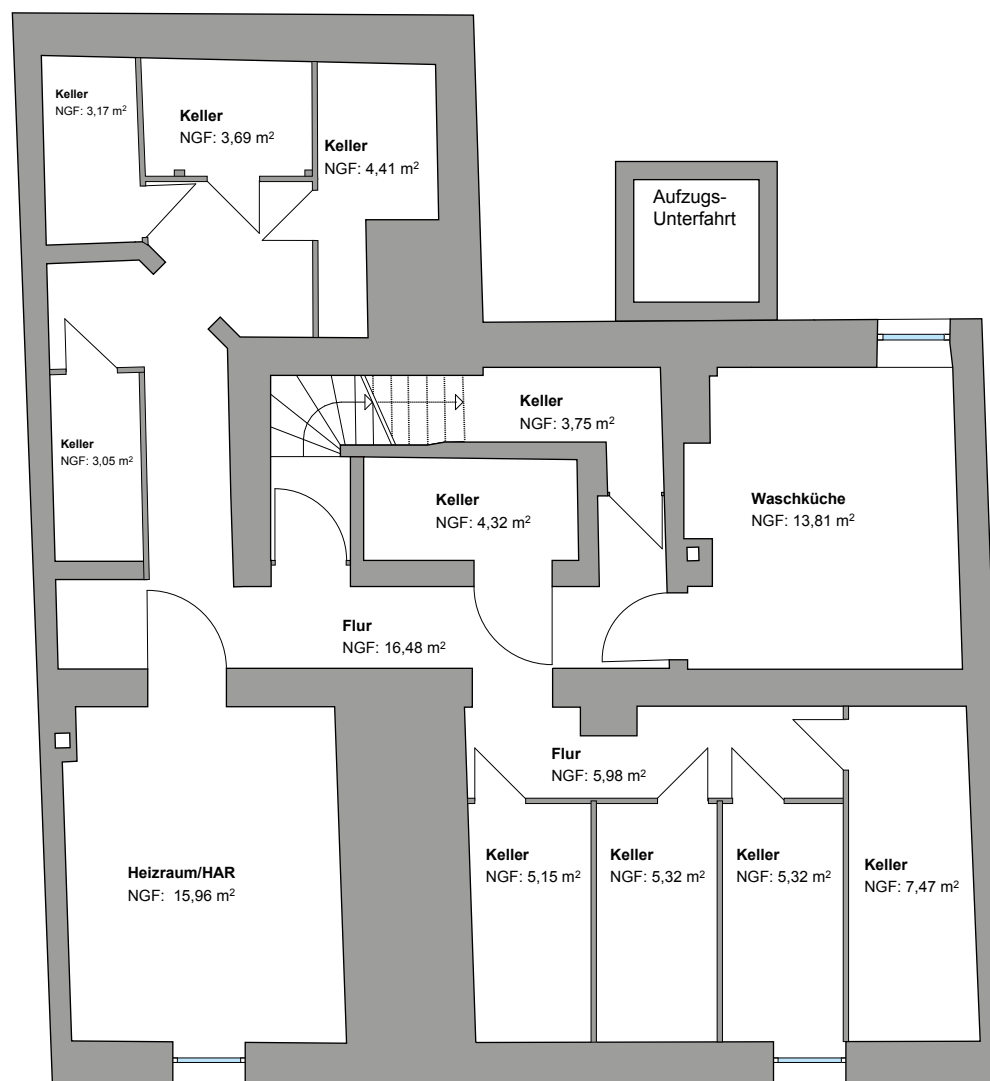 Keller
NGF: 3,17 m²
Keller
NGF: 3,69 m²
Keller
NGF: 4,41 m²
Aufzugs-
Unterfahrt
Keller
NGF: 3,05 m²
Keller
NGF: 3,75 m²
Keller
NGF: 4,32 m²
Waschküche
NGF: 13,81 m²
Flur
NGF: 16,48 m²
Flur
NGF: 5,98 m²
Heizraum/HAR
NGF: 15,96 m²
Keller
NGF: 5,15 m²
Keller
NGF: 5,32 m²
Keller
NGF: 5,32 m²
Keller
NGF: 7,47 m²